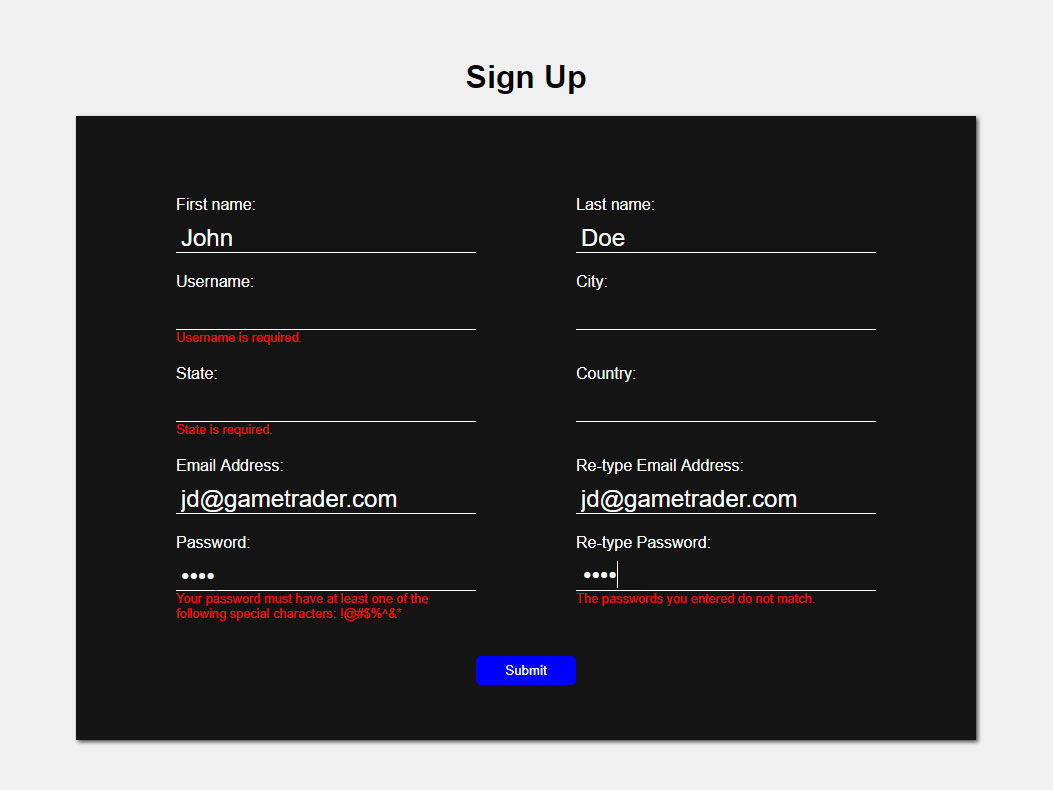 Sign Up
First name:
Last name:
John
Doe
Username:
City:
Username is required.
State:
Country:
State is required.
Email Address:
Re-type Email Address:
jd@gametrader.com
jd@gametrader.com
Password:
Re-type Password:
••••
••••
Your password must have at least one of the
following special characters: !@#$%^&*
The passwords you entered do not match.
Submit